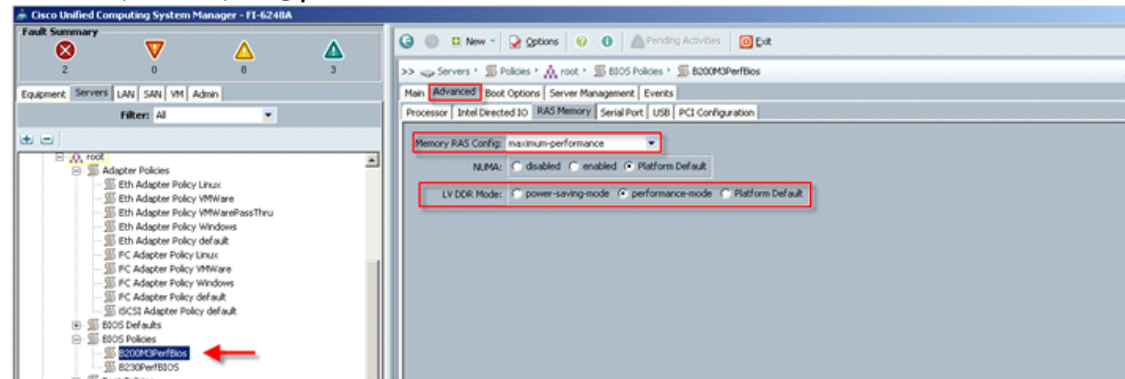 Cisco Unified Computing System Manager - FI-6248A
Fault Summary
2 0 8 3
New Options Pending Activities Exit
>> Servers Policies root BIOS Policies B200M3PerfBios
Equipment Servers LAN SAN VM Admin
Filter: All
Main Advanced Boot Options Server Management Events
Processor Intel Directed IO RAS Memory Serial Port USB PCI Configuration
Memory RAS Config: maximum-performance
NUMA: disabled enabled Platform Default
LV DDR Mode: power-saving-mode performance-mode Platform Default
root
Adapter Policies
Eth Adapter Policy Linux
Eth Adapter Policy VMWare
Eth Adapter Policy VMWarePassThru
Eth Adapter Policy Windows
Eth Adapter Policy default
FC Adapter Policy Linux
FC Adapter Policy VMWare
FC Adapter Policy Windows
FC Adapter Policy default
iSCSI Adapter Policy default
BIOS Defaults
BIOS Policies
B200M3PerfBios
B230PerfBIOS